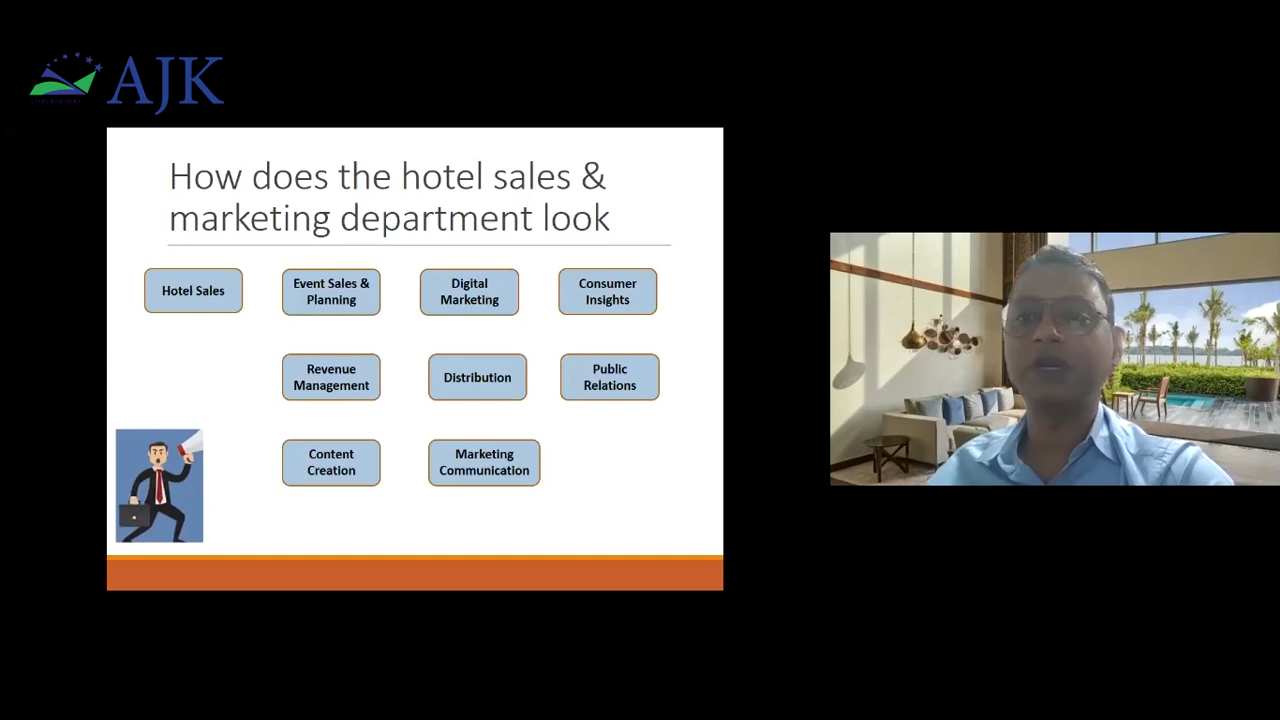 AJK
How does the hotel sales &
marketing department look
Hotel Sales
Event Sales &
Planning
Digital
Marketing
Consumer
Insights
Revenue
Management
Distribution
Public
Relations
Content
Creation
Marketing
Communication